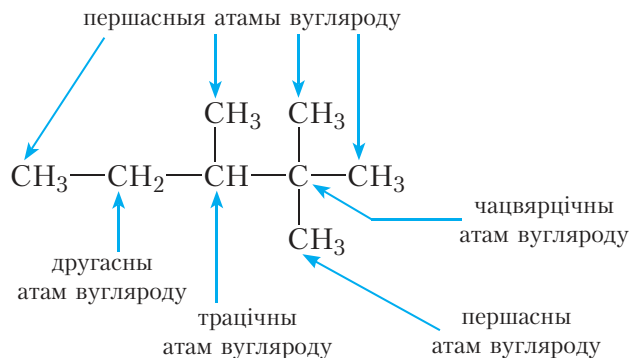 першасныя атамы вугляроду
CH₃ CH₃
CH₃ CH₂ CH C CH₃
CH₃
чацвярцічны
атам вугляроду
другасны
атам вугляроду
трацічны
атам вугляроду
першасны
атам вугляроду